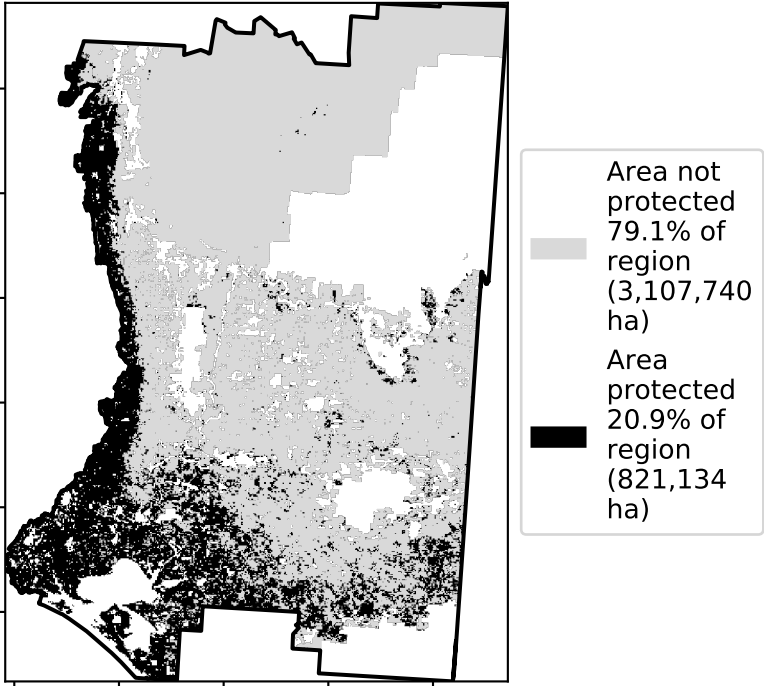 Area not
protected
79.1% of
region
(3,107,740
ha)
Area
protected
20.9% of
region
(821,134
ha)